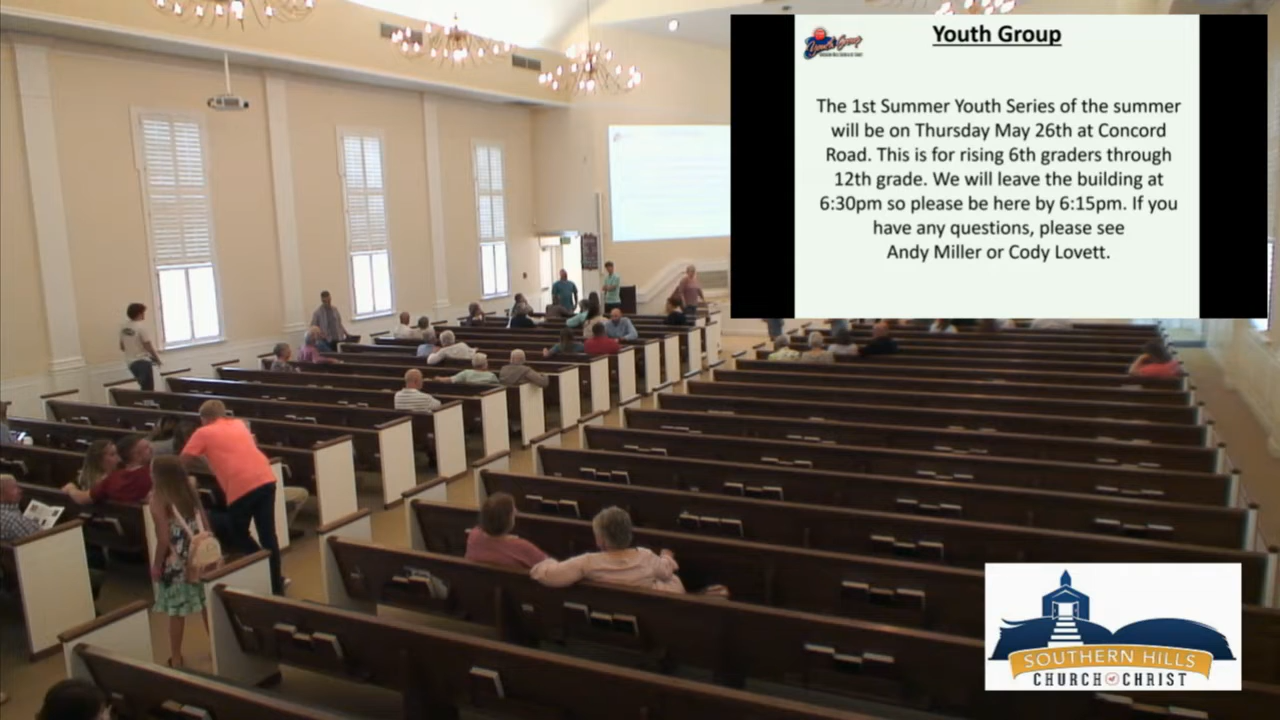 Youth Group
Youth Group
The 1st Summer Youth Series of the summer
will be on Thursday May 26th at Concord
Road. This is for rising 6th graders through
12th grade. We will leave the building at
6:30pm so please be here by 6:15pm. If you
have any questions, please see
Andy Miller or Cody Lovett.
SOUTHERN HILLS
CHURCH OF CHRIST